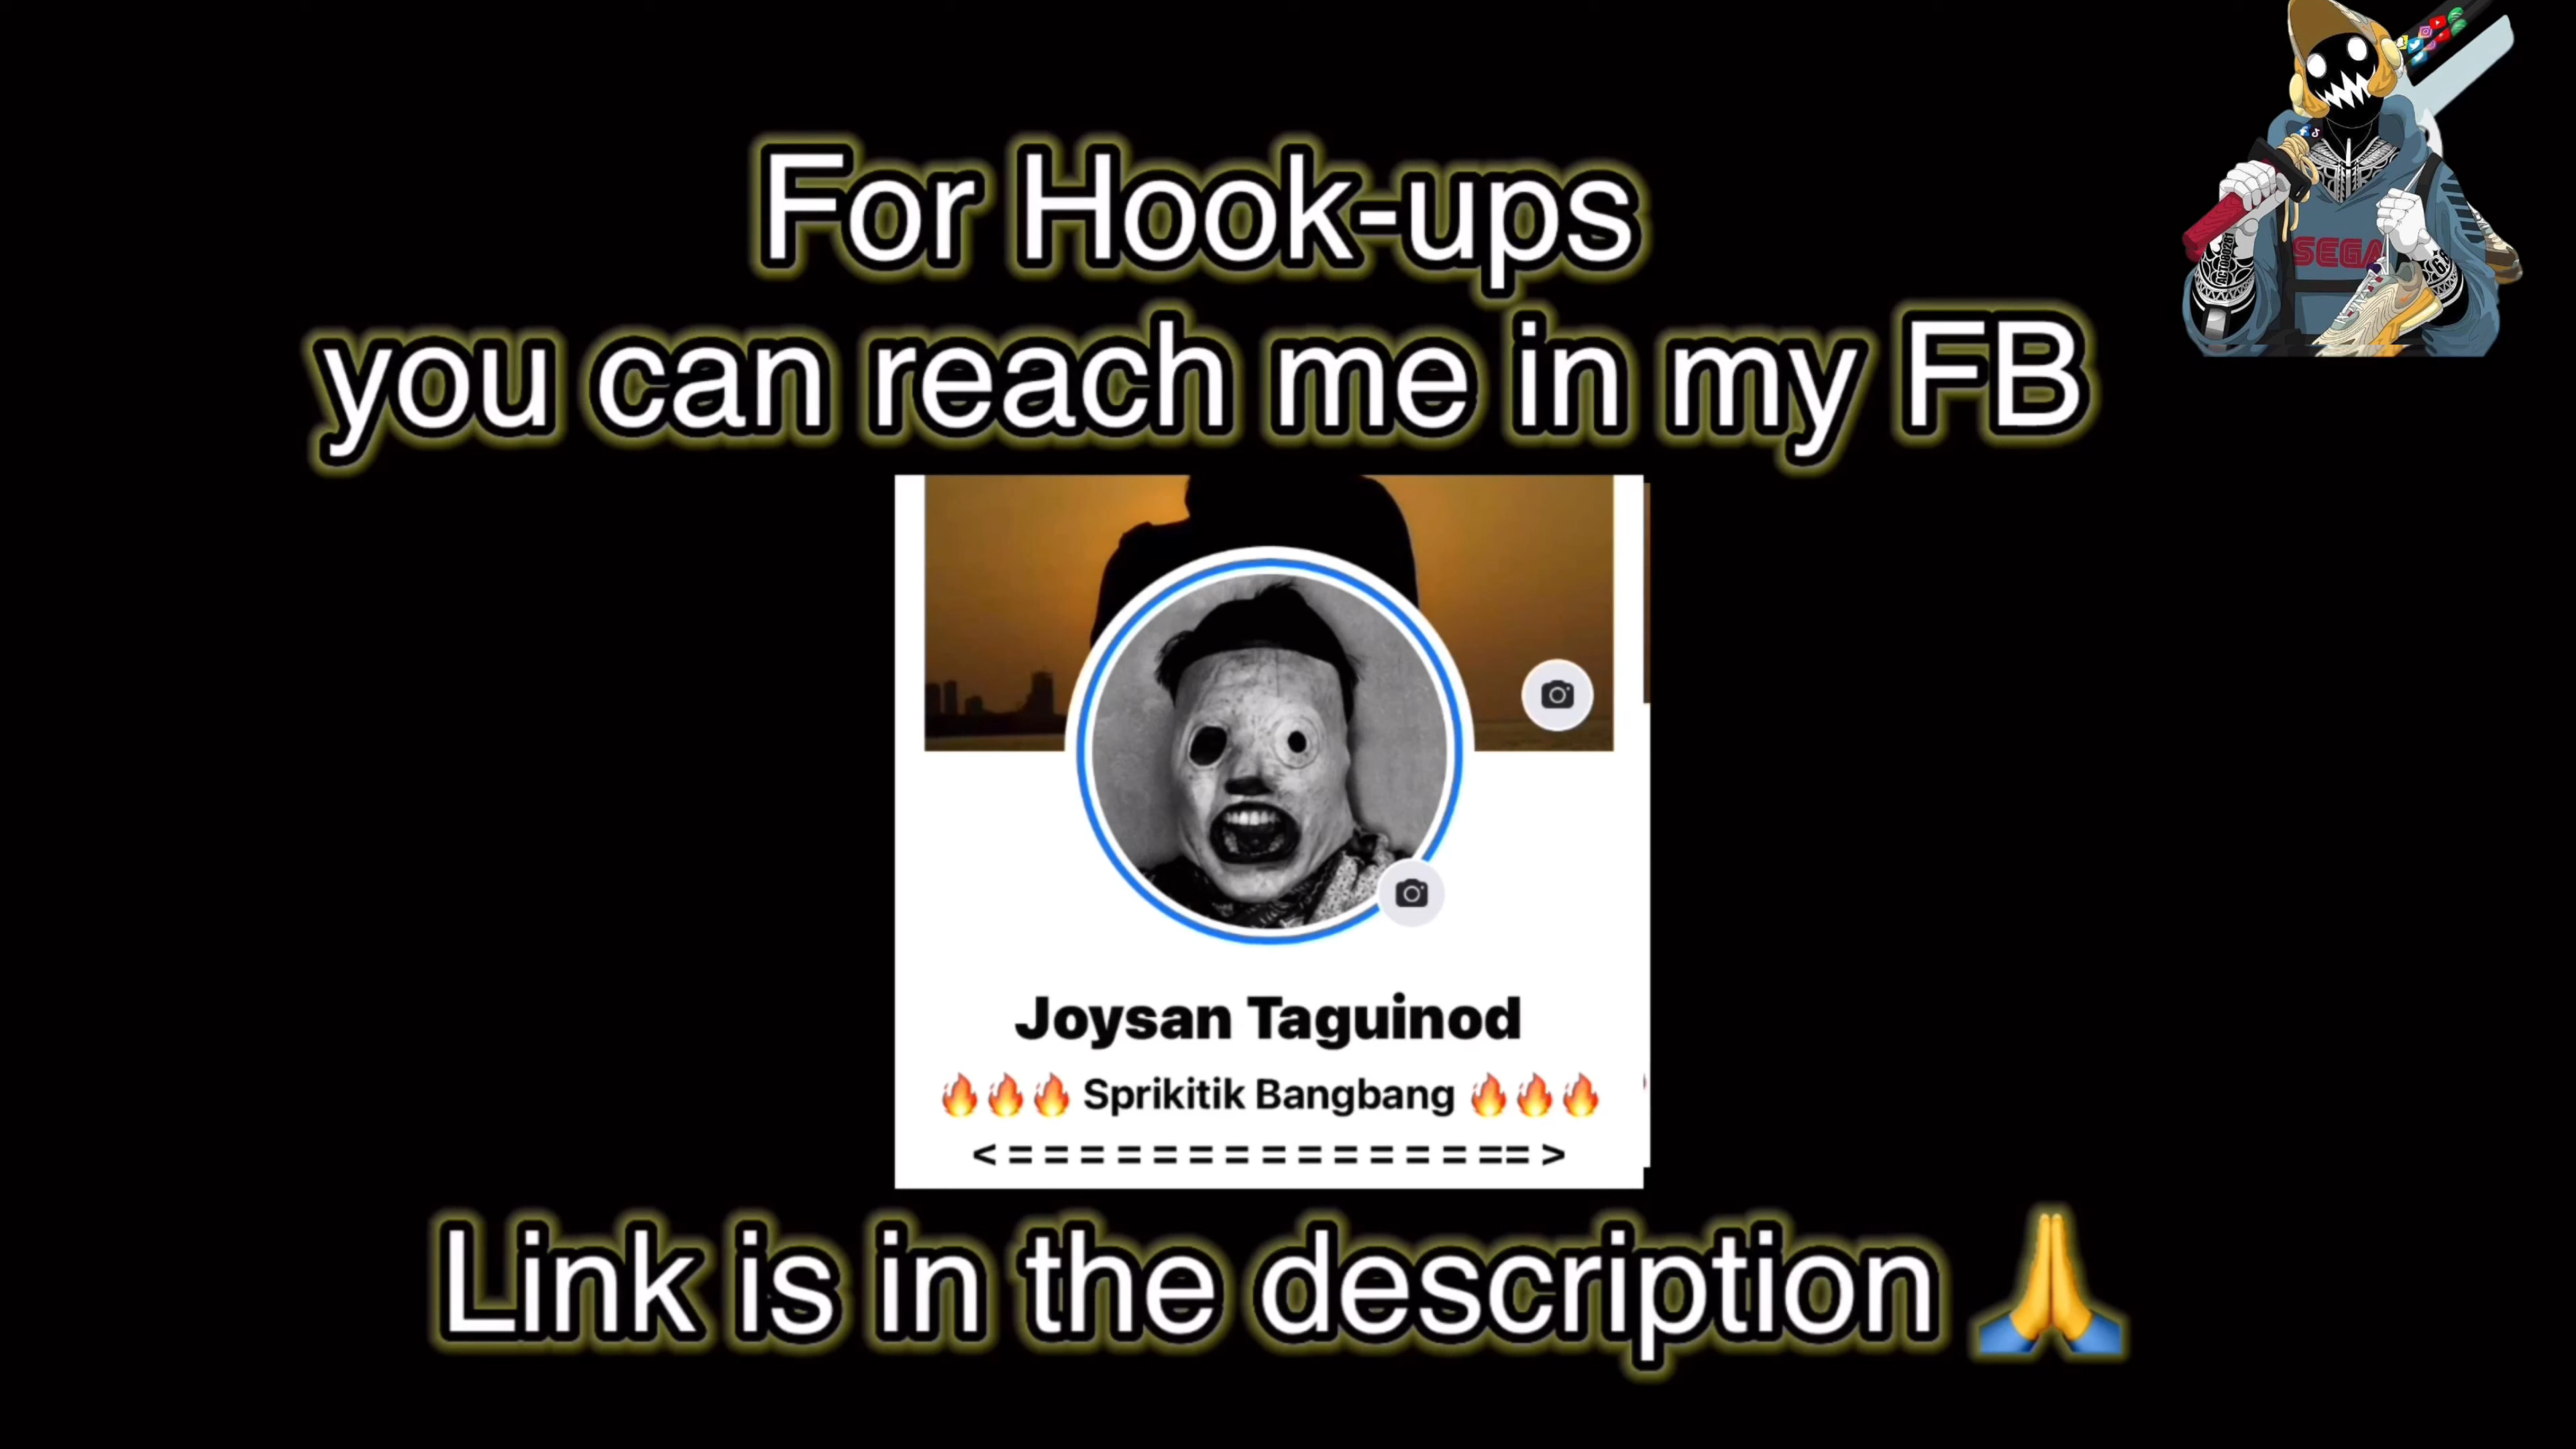 For Hook-ups
you can reach me in my FB
SEGA
Joysan Taguinod
🔥🔥🔥 Sprikitik Bangbang 🔥🔥🔥
<===============>
Link is in the description 🙏